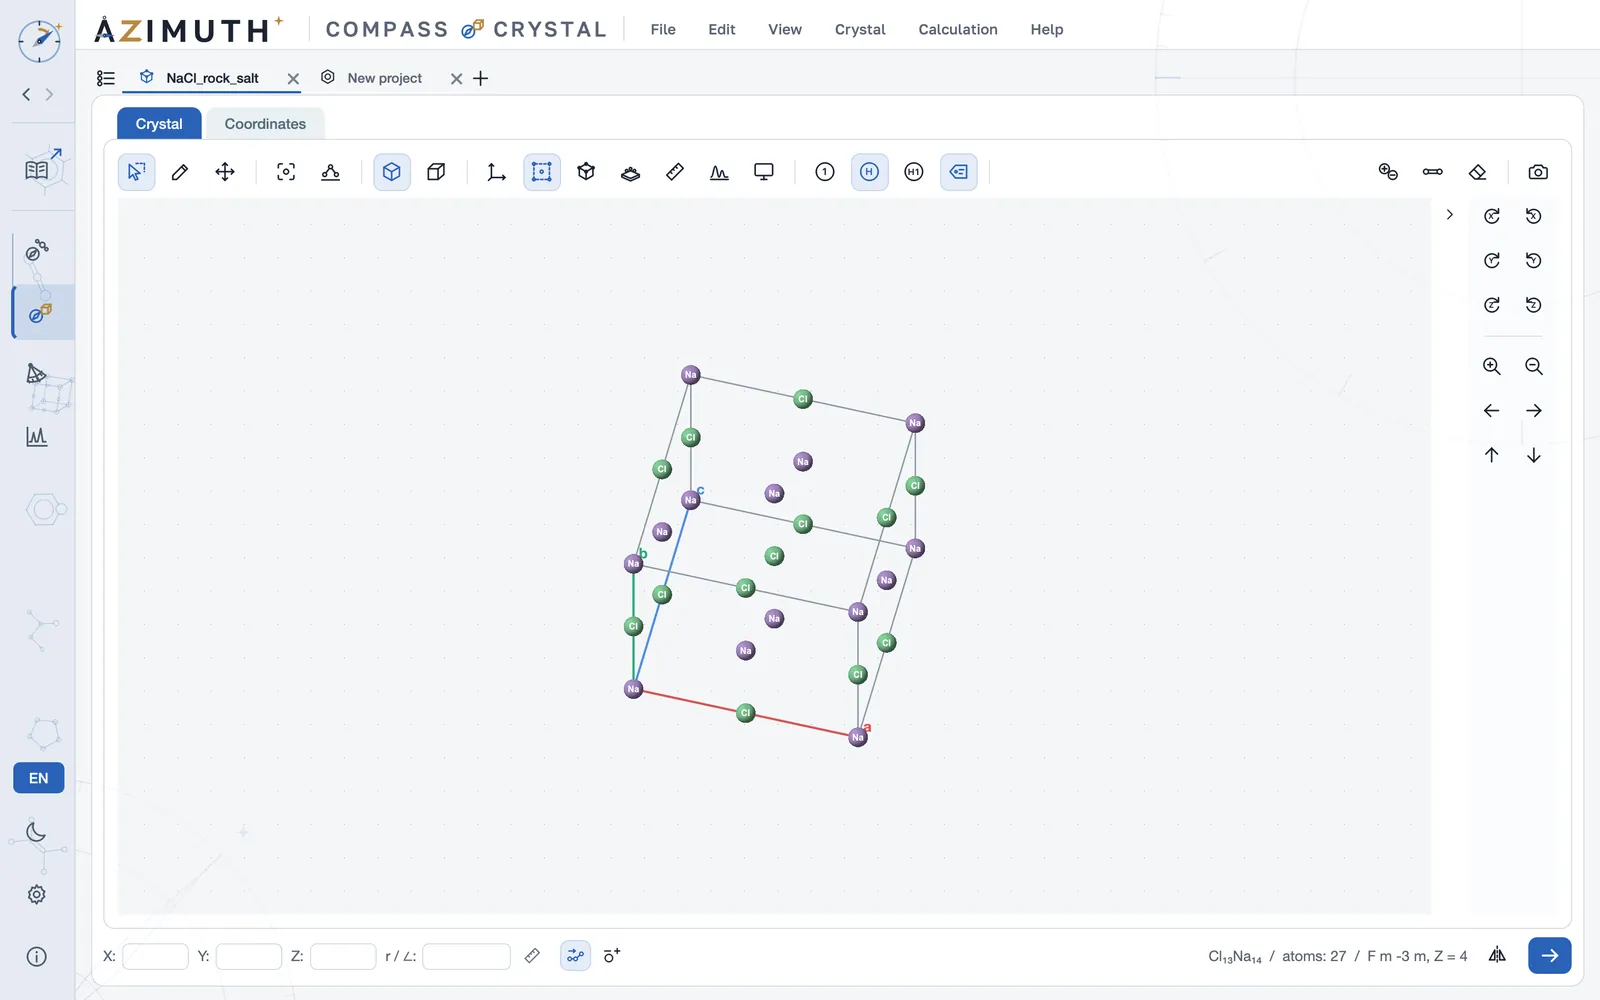 AZIMUTH COMPASS CRYSTAL File Edit View Crystal Calculation Help
NaCl_rock_salt New project
Crystal Coordinates
1 H H1
X X
Y Y
Z Z
Na
Cl
Na
Cl
Na
Cl
Na
Cl
Na
Na c
Cl
Cl
Na
Na
b
Cl
Na
Na
Cl
Cl
Na
Na
Cl
Cl
Na
Cl
Na
Cl
a
Na
EN
X: Y: Z: r / ∠: Cl₁₃Na₁₄ / atoms: 27 / F m -3 m, Z = 4